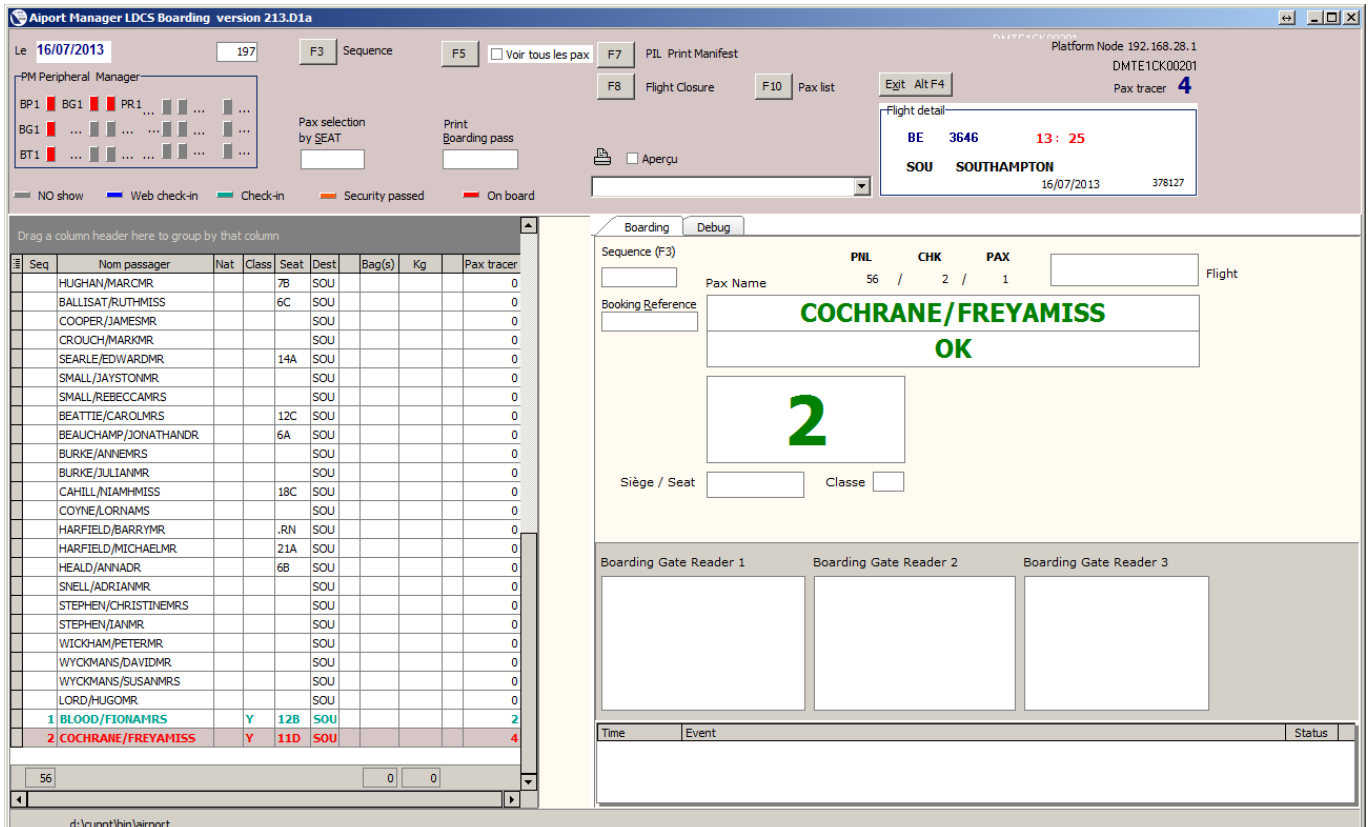 Aiport Manager LDCS Boarding version 213.D1a
Le 16/07/2013 197 F3 Sequence F5 Voir tous les pax F7 PIL Print Manifest
DMTE1CK00201
Platform Node 192.168.28.1
DMTE1CK00201
F8 Flight Closure F10 Pax list Exit Alt F4 Pax tracer 4
PM Peripheral Manager
BP1 BG1 PR1 ... ... ...
BG1 ... ... ... ...
BT1 ... ... ... ... ...
Pax selection by SEAT
Print Boarding pass
Aperçu
Flight detail
BE 3646 13: 25
SOU SOUTHAMPTON
16/07/2013 378127
NO show Web check-in Check-in Security passed On board
Drag a column header here to group by that column
Seq Nom passager Nat Class Seat Dest Bag(s) Kg Pax tracer
HUGHAN/MARCMR 7B SOU 0
BALLISAT/RUTHMISS 6C SOU 0
COOPER/JAMESMR SOU 0
CROUCH/MARKMR SOU 0
SEARLE/EDWARDMR 14A SOU 0
SMALL/JAYSTONMR SOU 0
SMALL/REBECCAMRS SOU 0
BEATTIE/CAROLMRS 12C SOU 0
BEAUCHAMP/JONATHANDR 6A SOU 0
BURKE/ANNEMRS SOU 0
BURKE/JULIANMR SOU 0
CAHILL/NIAMHMISS 18C SOU 0
COYNE/LORNAMS SOU 0
HARFIELD/BARRYMR .RN SOU 0
HARFIELD/MICHAELMR 21A SOU 0
HEALD/ANNADR 6B SOU 0
SNELL/ADRIANMR SOU 0
STEPHEN/CHRISTINEMRS SOU 0
STEPHEN/IANMR SOU 0
WICKHAM/PETERMR SOU 0
WYCKMANS/DAVIDMR SOU 0
WYCKMANS/SUSANMRS SOU 0
LORD/HUGOMR SOU 0
1 BLOOD/FIONAMRS Y 12B SOU 2
2 COCHRANE/FREYAMISS Y 11D SOU 4
56 0 0
Boarding Debug
Sequence (F3)
PNL CHK PAX
Pax Name 56 / 2 / 1 Flight
Booking Reference
COCHRANE/FREYAMISS
OK
2
Siège / Seat Classe
Boarding Gate Reader 1 Boarding Gate Reader 2 Boarding Gate Reader 3
Time Event Status
d:\cuppt\bin\airport